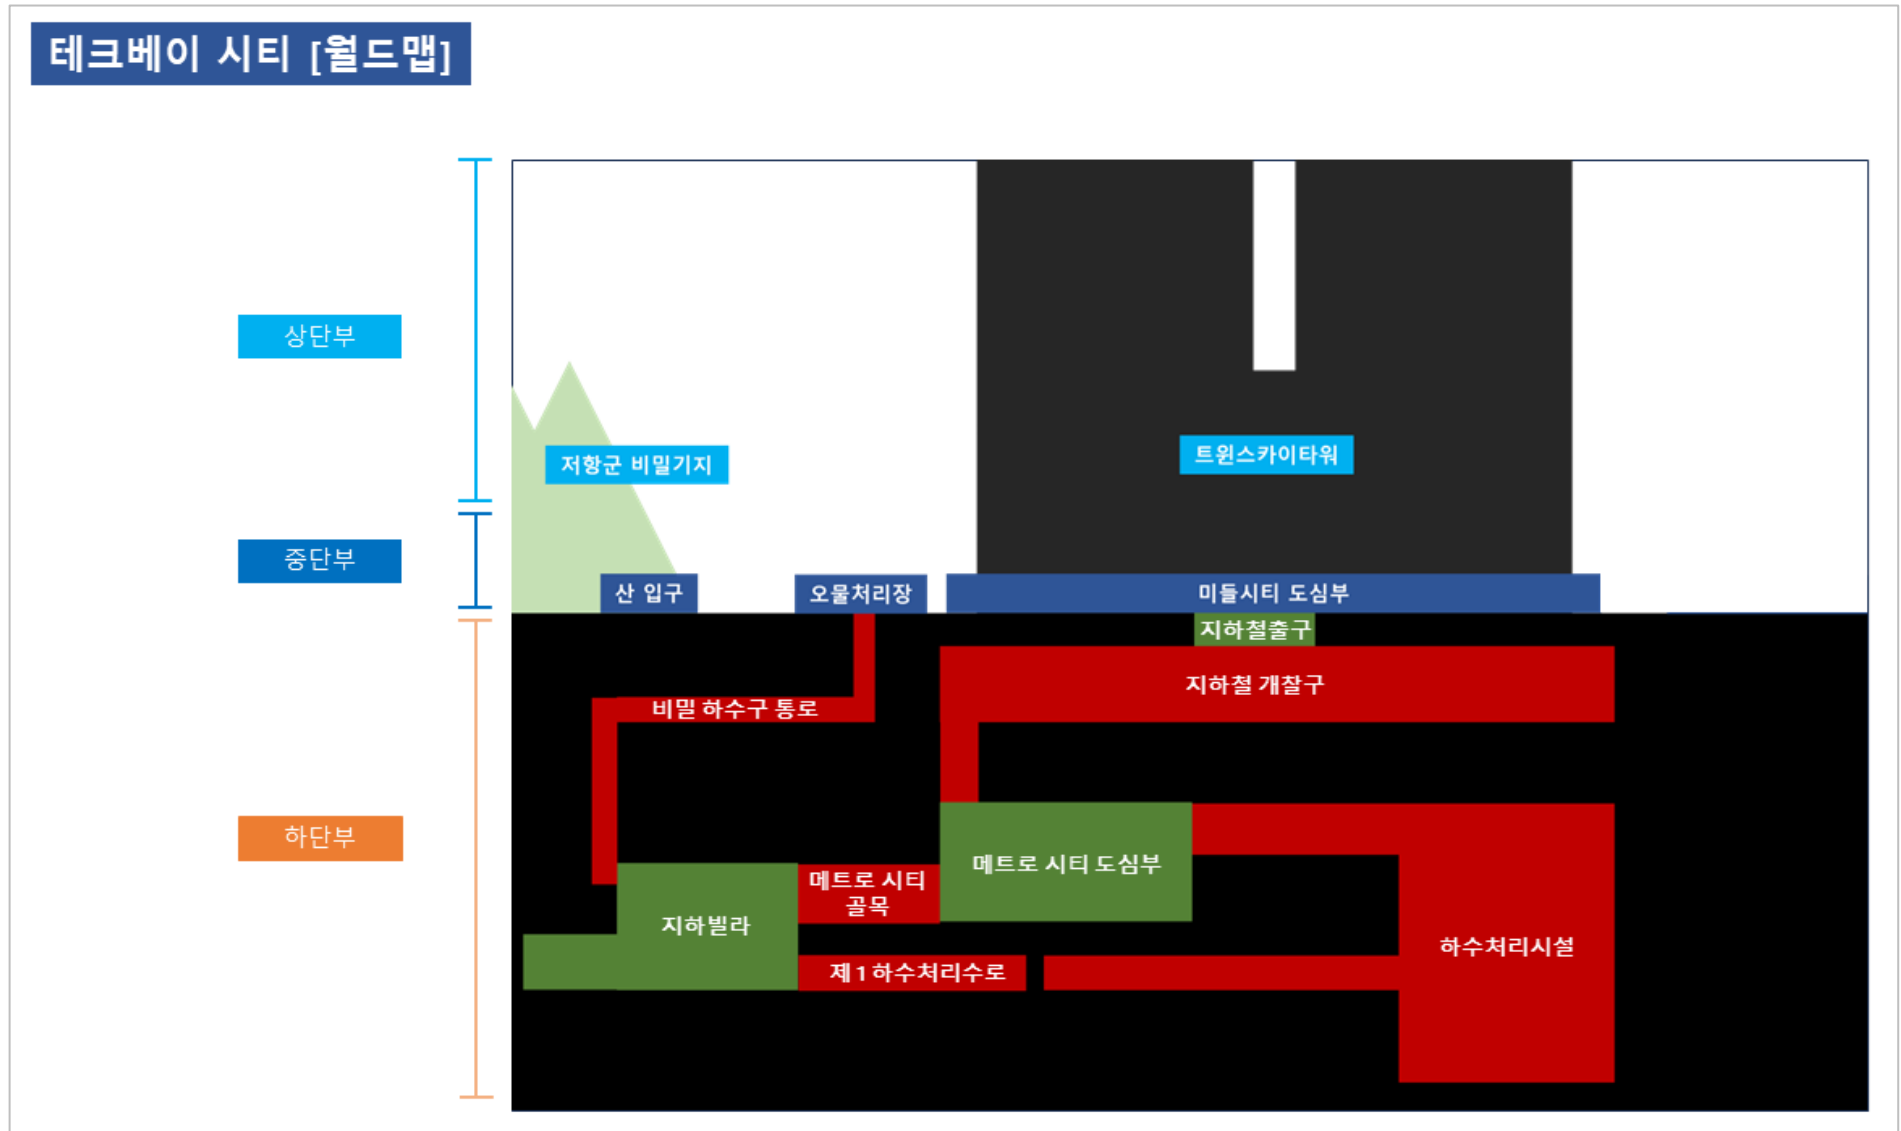 테크베이 시티 [월드맵]
상단부
저항군 비밀기지
트윈스카이타워
중단부
산 입구
오물처리장
미들시티 도심부
지하철출구
지하철 개찰구
비밀 하수구 통로
하단부
메트로 시티 도심부
메트로 시티
골목
지하빌라
하수처리시설
제1하수처리수로